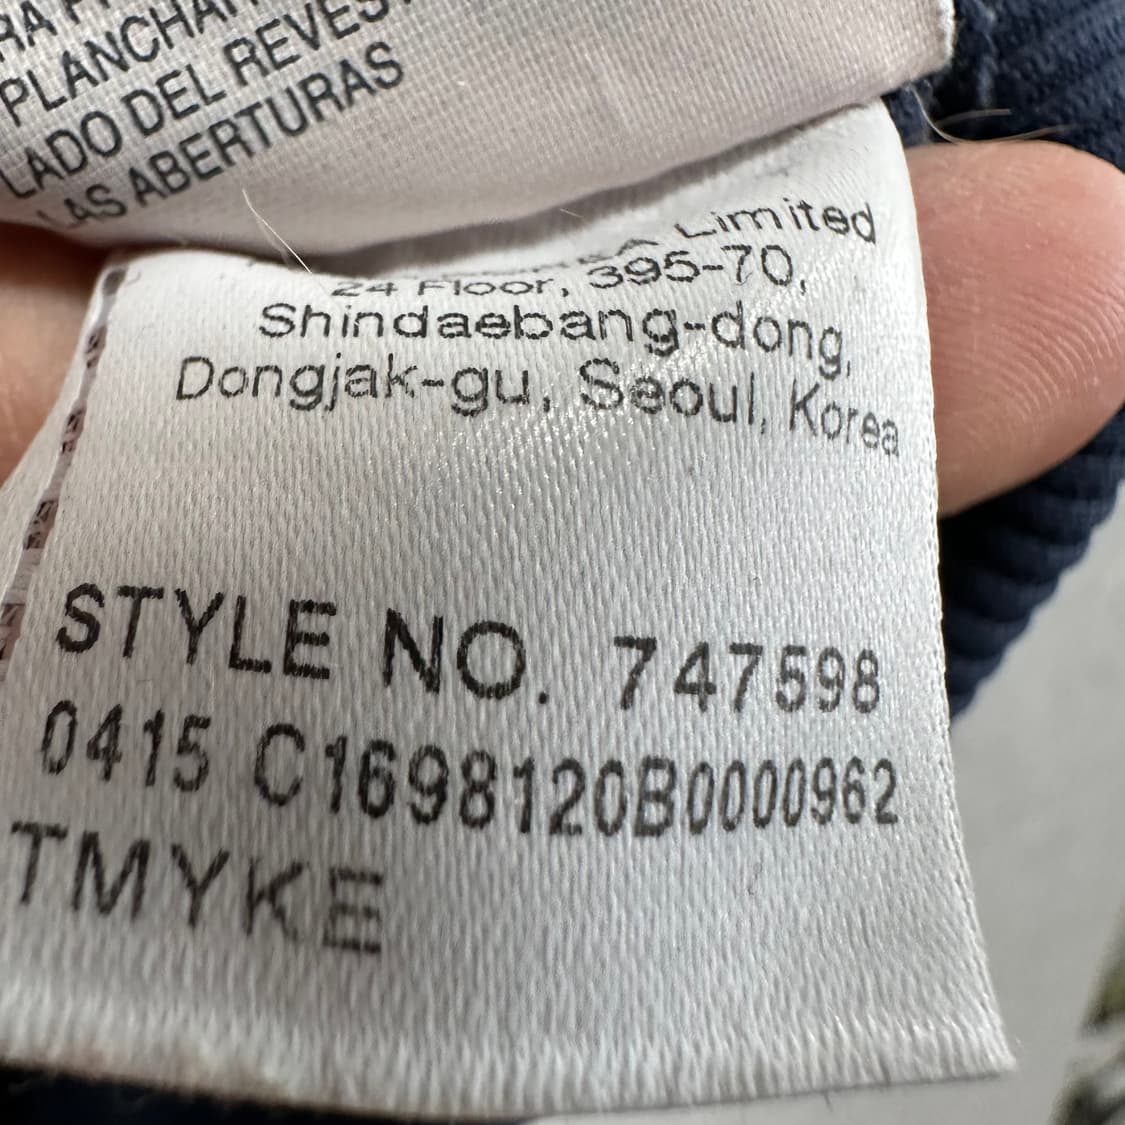 PLANCHAR
LADO DEL REVES
LAS ABERTURAS
Limited
24 Floor, 395-70,
Shindaebang-dong,
Dongjak-gu, Seoul, Korea
STYLE NO. 747598
0415 C1698120B0000962
TMYKE